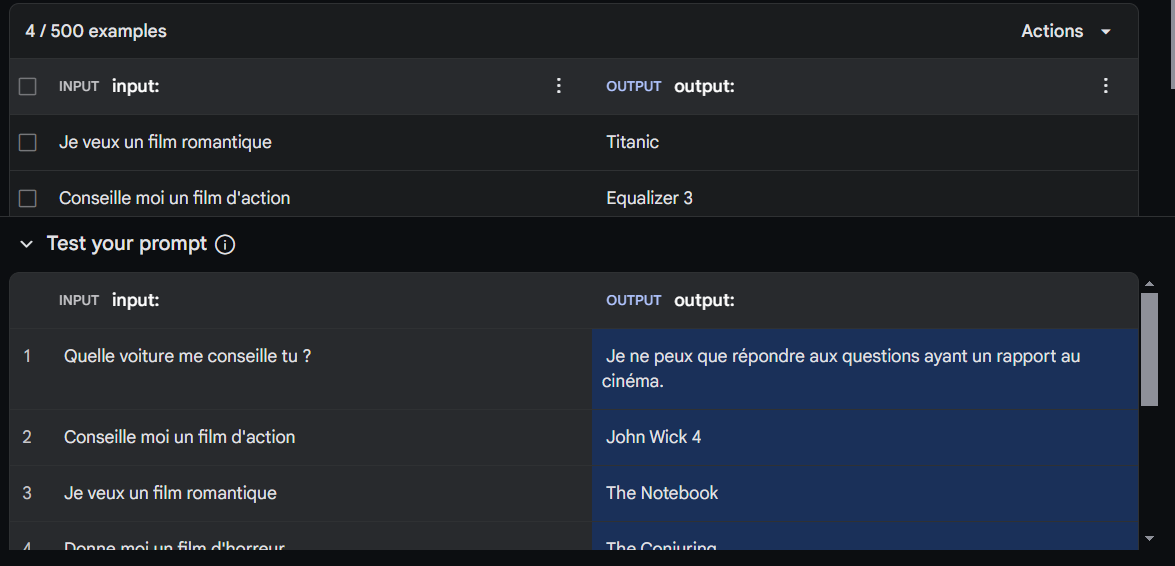 4 / 500 examples Actions
INPUT input: OUTPUT output:
Je veux un film romantique Titanic
Conseille moi un film d'action Equalizer 3
Test your prompt
INPUT input: OUTPUT output:
1 Quelle voiture me conseille tu ? Je ne peux que répondre aux questions ayant un rapport au
cinéma.
2 Conseille moi un film d'action John Wick 4
3 Je veux un film romantique The Notebook
4 Donne moi un film d'horreur The Conjuring